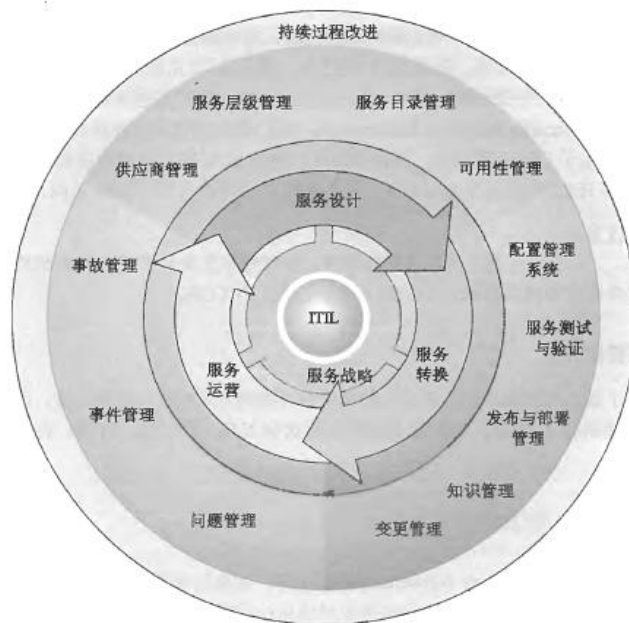 持续过程改进
服务层级管理
服务目录管理
供应商管理
可用性管理
服务设计
事故管理
配置管理
系统
ITIL
服务测试
与验证
服务
运营
服务战略
服务
转换
事件管理
发布与部署
管理
知识管理
问题管理
变更管理